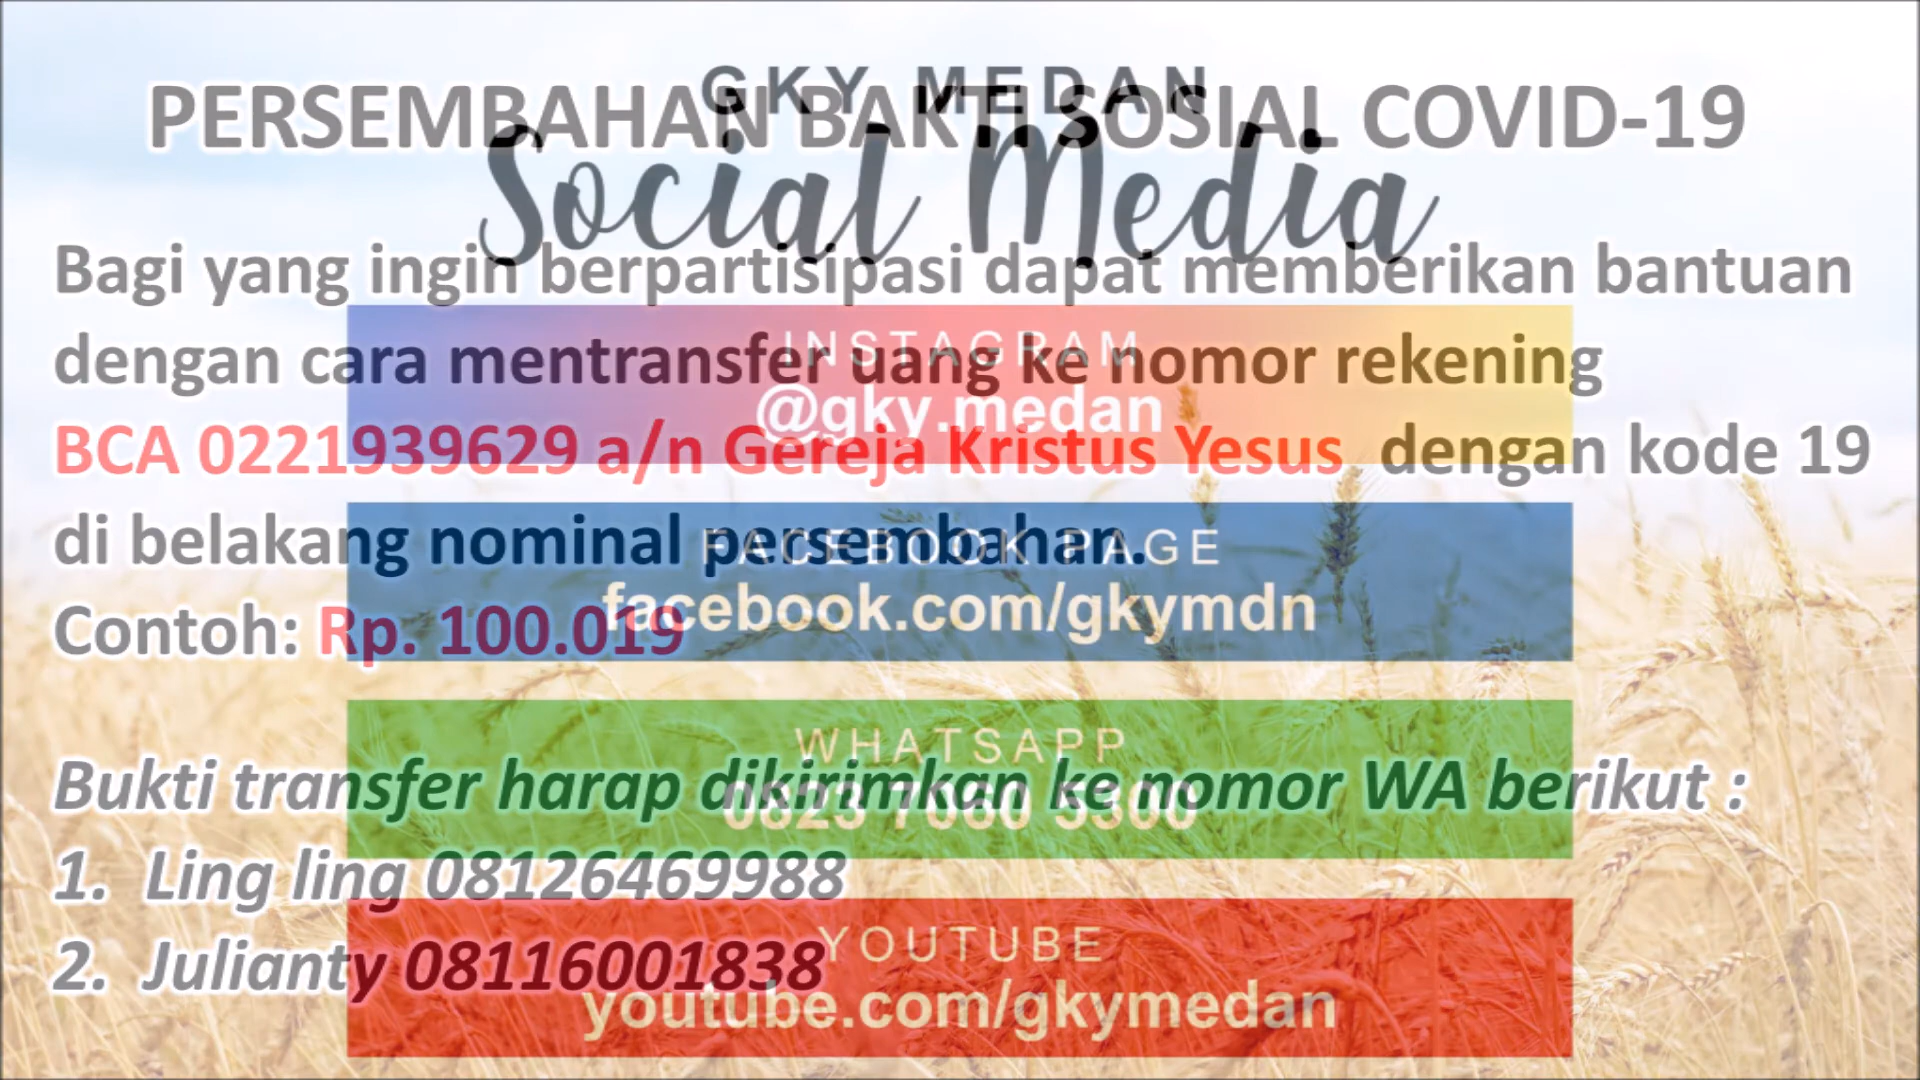 PERSEMBAHAN BAKTI SOSIAL COVID-19
Bagi yang ingin berpartisipasi dapat memberikan bantuan
dengan cara mentransfer uang ke nomor rekening
BCA 0221939629 a/n Gereja Kristus Yesus dengan kode 19
di belakang nominal persembahan.
Contoh: Rp. 100.019
Bukti transfer harap dikirimkan ke nomor WA berikut :
1. Ling ling 08126469988
2. Julianty 08116001838
GKY MEDAN
Social Media
INSTAGRAM
@gky.medan
FACEBOOK PAGE
facebook.com/gkymdn
WHATSAPP
0823 7060 5300
YOUTUBE
youtube.com/gkymedan